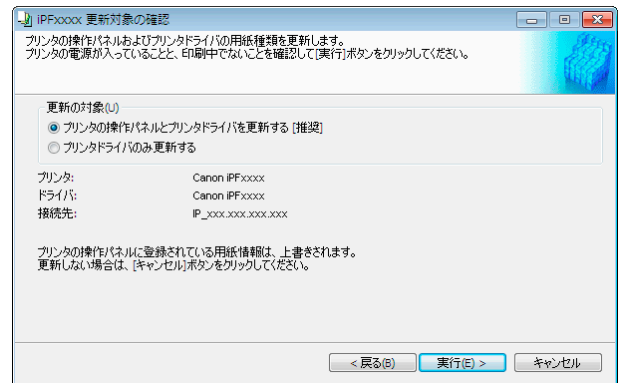 iPFxxxx 更新対象の確認
プリンタの操作パネルおよびプリンタドライバの用紙種類を更新します。
プリンタの電源が入っていることと、印刷中でないことを確認して[実行]ボタンをクリックしてください。
更新の対象(U)
プリンタの操作パネルとプリンタドライバを更新する [推奨]
プリンタドライバのみ更新する
プリンタ: Canon iPFxxxx
ドライバ: Canon iPFxxxx
接続先: IP_xxx.xxx.xxx.xxx
プリンタの操作パネルに登録されている用紙情報は、上書きされます。
更新しない場合は、[キャンセル]ボタンをクリックしてください。
< 戻る(B) 実行(E) > キャンセル